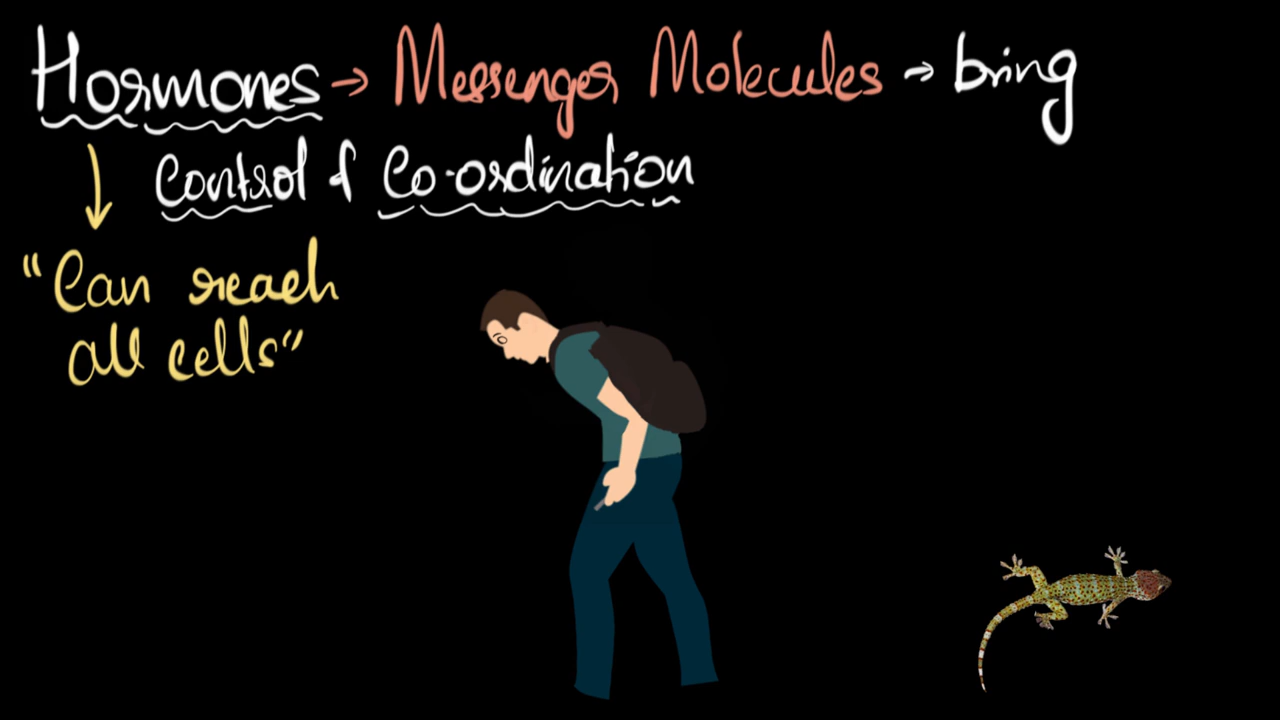 Hormones → Messenger Molecules → bring
Control & Co-ordination
"Can reach
all cells"